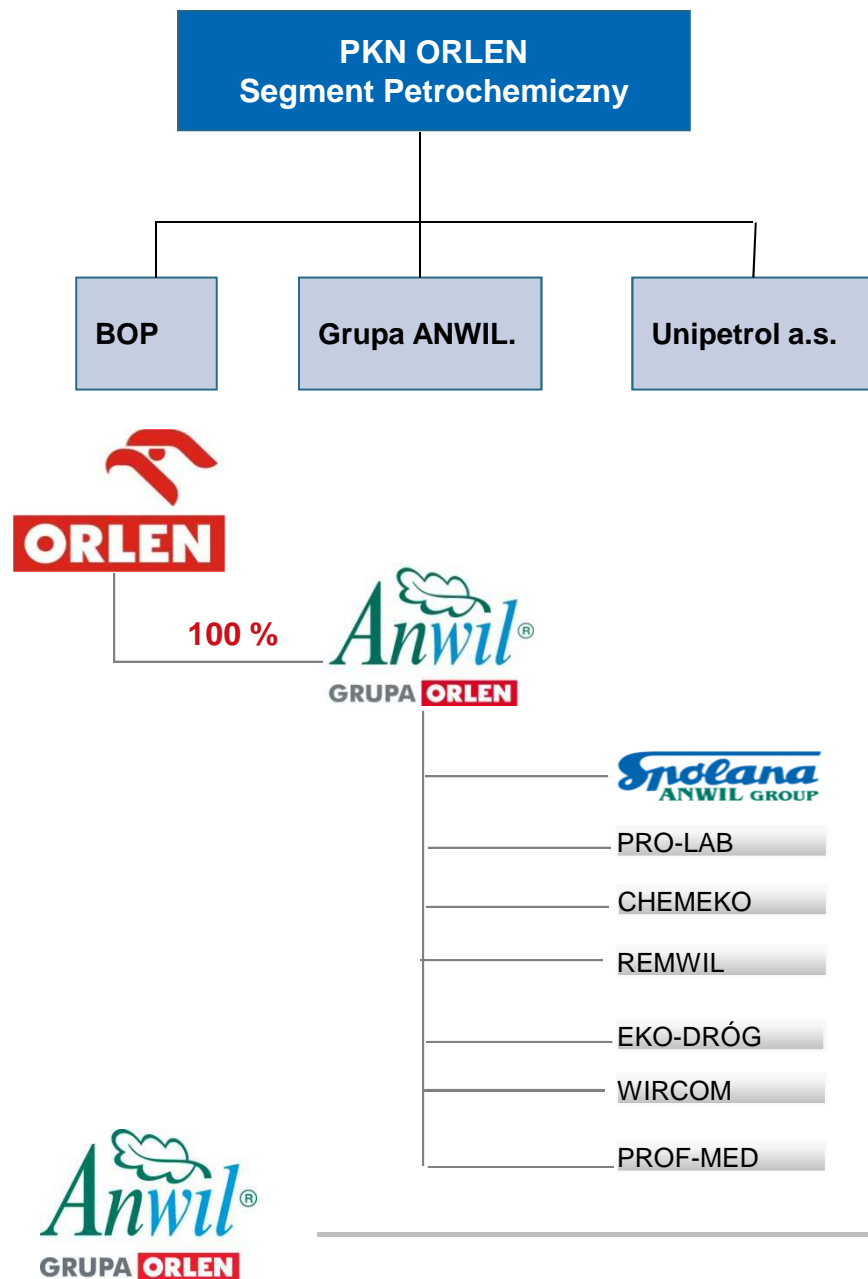 PKN ORLEN
Segment Petrochemiczny
BOP
Grupa ANWIL.
Unipetrol a.s.
ORLEN
100 %
Anwil®
GRUPA ORLEN
Spolana
ANWIL GROUP
PRO-LAB
CHEMEKO
REMWIL
EKO-DRÓG
WIRCOM
PROF-MED
Anwil®
GRUPA ORLEN